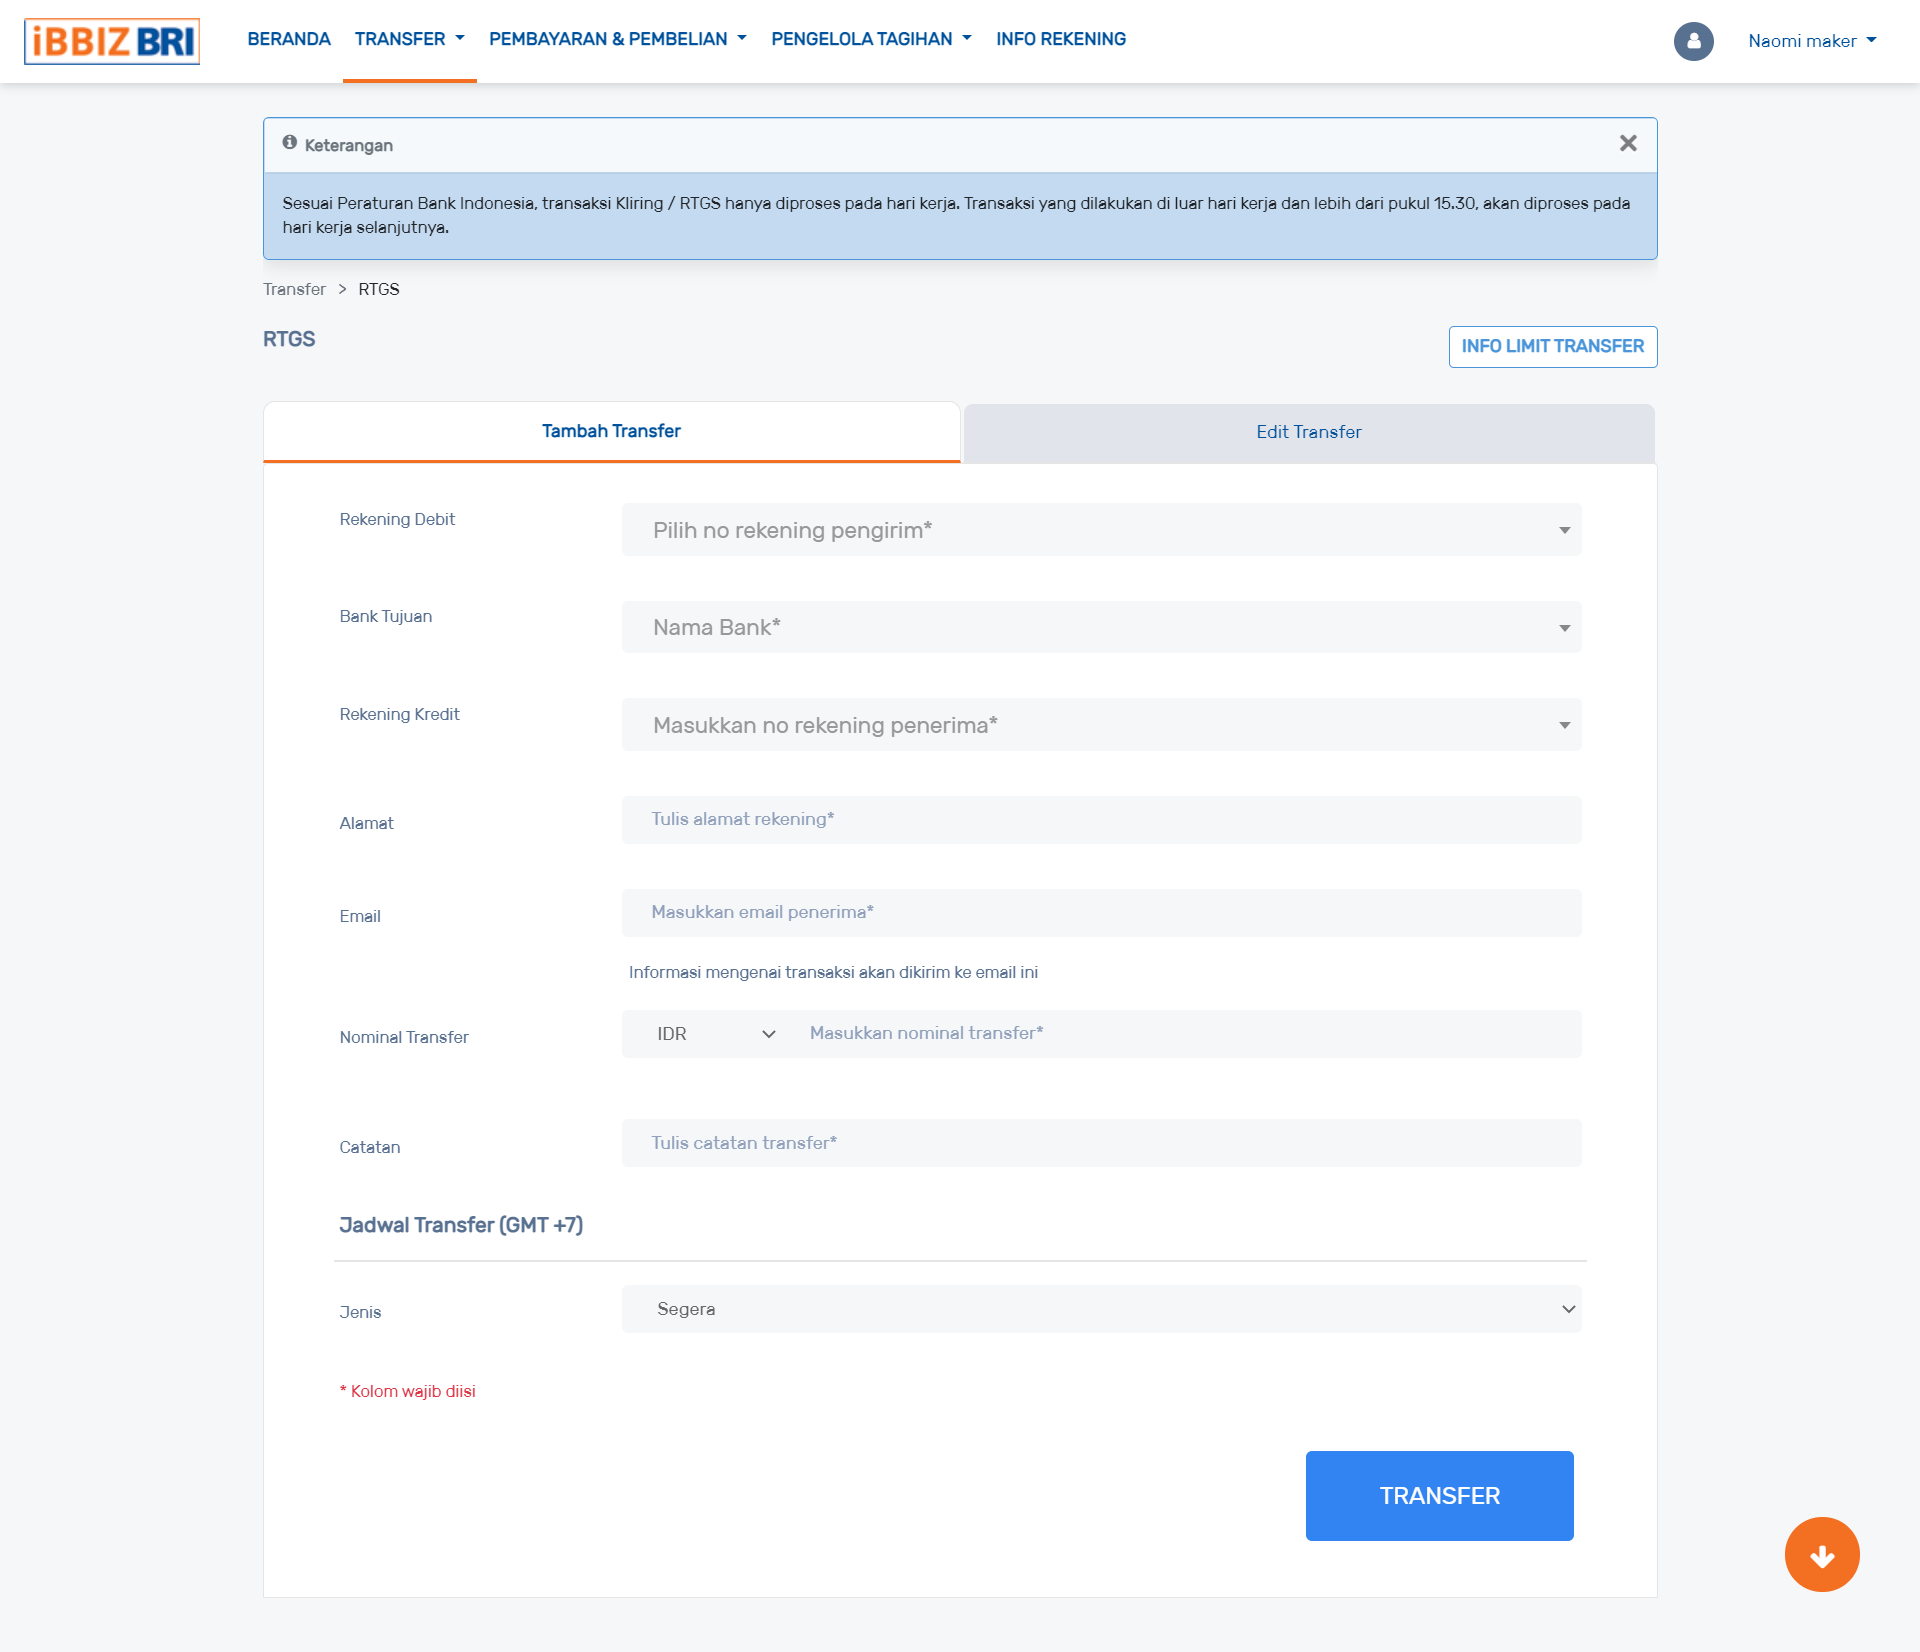 iBBIZ BRI
BERANDA
TRANSFER
PEMBAYARAN & PEMBELIAN
PENGELOLA TAGIHAN
INFO REKENING
Naomi maker
Keterangan
Sesuai Peraturan Bank Indonesia, transaksi Kliring / RTGS hanya diproses pada hari kerja. Transaksi yang dilakukan di luar hari kerja dan lebih dari pukul 15.30, akan diproses pada
hari kerja selanjutnya.
Transfer > RTGS
RTGS
INFO LIMIT TRANSFER
Tambah Transfer
Edit Transfer
Rekening Debit
Pilih no rekening pengirim*
Bank Tujuan
Nama Bank*
Rekening Kredit
Masukkan no rekening penerima*
Alamat
Tulis alamat rekening*
Email
Masukkan email penerima*
Informasi mengenai transaksi akan dikirim ke email ini
Nominal Transfer
IDR
Masukkan nominal transfer*
Catatan
Tulis catatan transfer*
Jadwal Transfer (GMT +7)
Jenis
Segera
* Kolom wajib diisi
TRANSFER